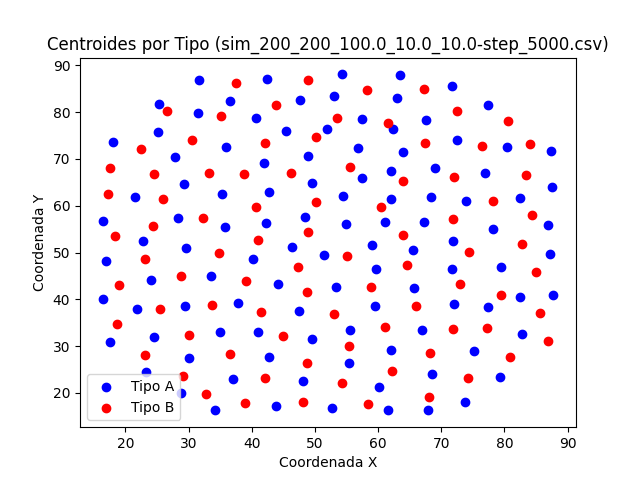 Centroides por Tipo (sim_200_200_100.0_10.0_10.0-step_5000.csv)
90
80
70
60
50
40
30
20
Coordenada Y
Tipo A
Tipo B
20 30 40 50 60 70 80 90
Coordenada X